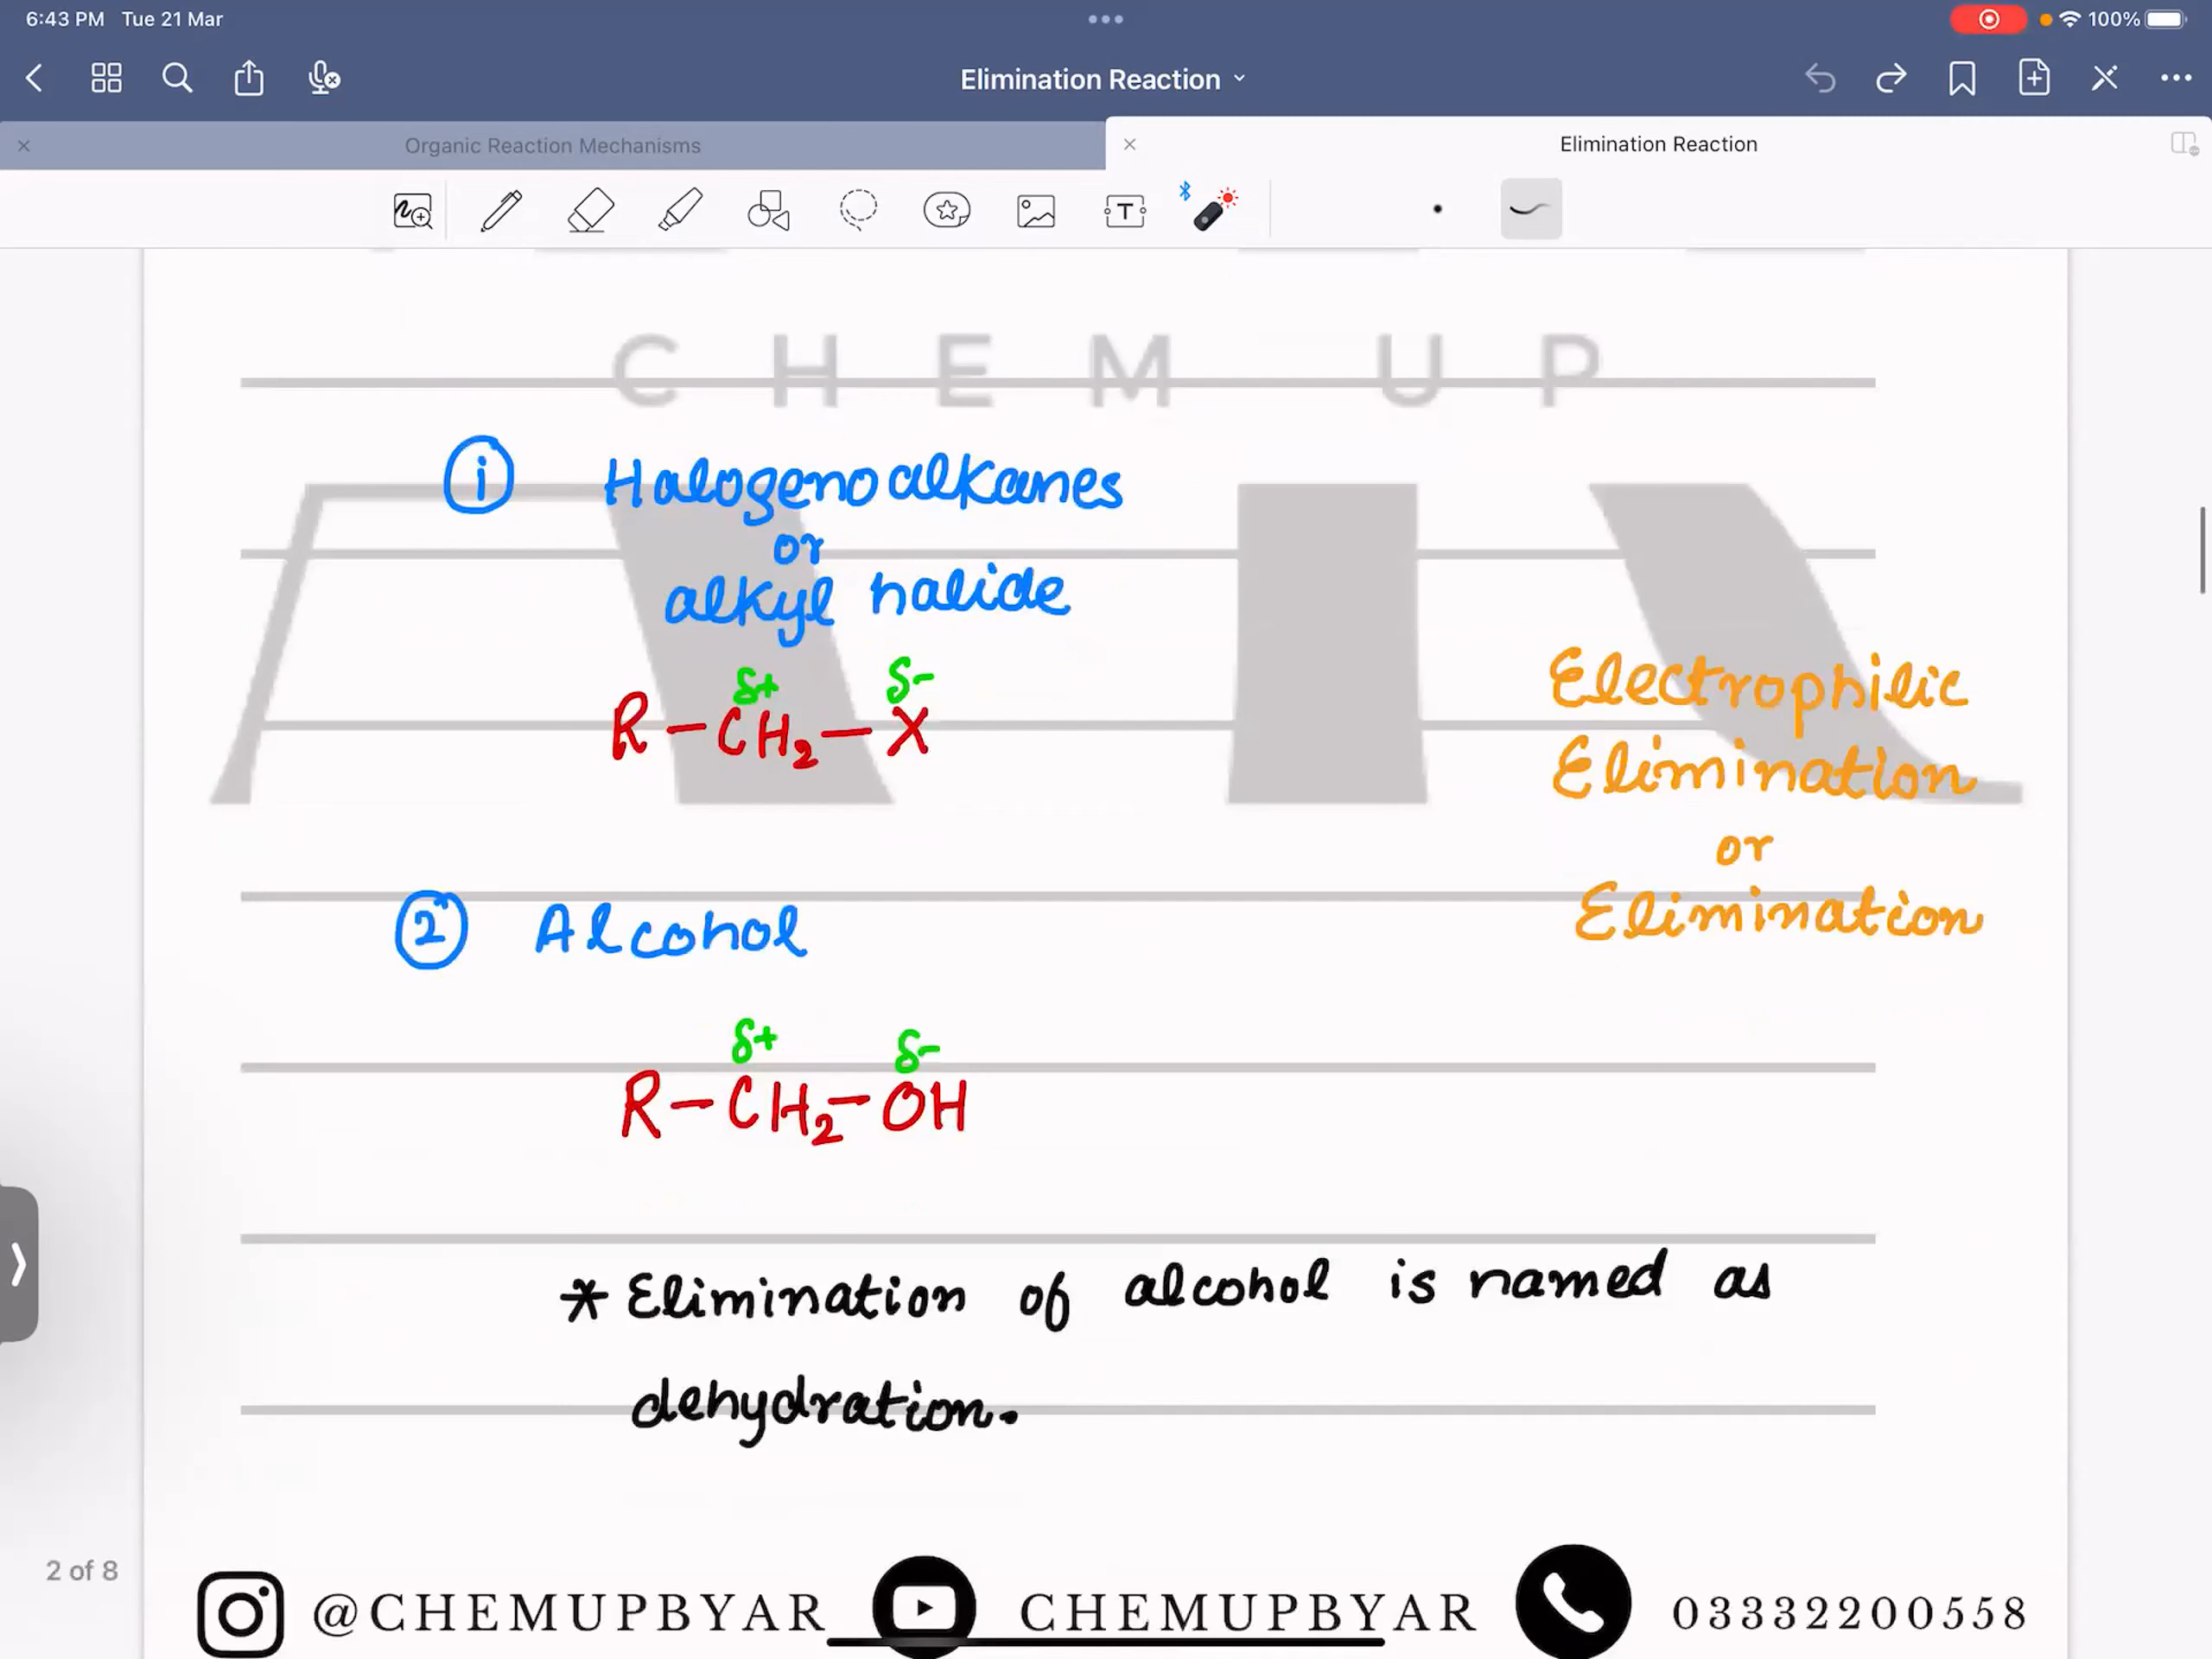 6:43 PM Tue 21 Mar
100%
Elimination Reaction
Organic Reaction Mechanisms
Elimination Reaction
T
CHEM UP
i Halogenoalkanes
or
alkyl halide
δ+ δ-
R-CH₂-X
Electrophilic
Elimination
or
Elimination
2 Alcohol
δ+ δ-
R-CH₂-OH
* Elimination of alcohol is named as
dehydration.
2 of 8
@CHEMUPBYAR CHEMUPBYAR 03332200558